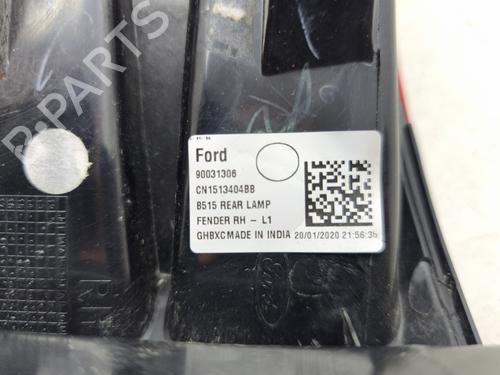 B-PARTS
Ford
90031306
CN1513404BB
B515 REAR LAMP
FENDER RH - L1
GHBXC MADE IN INDIA 20/01/2020 21:56:35
Ford